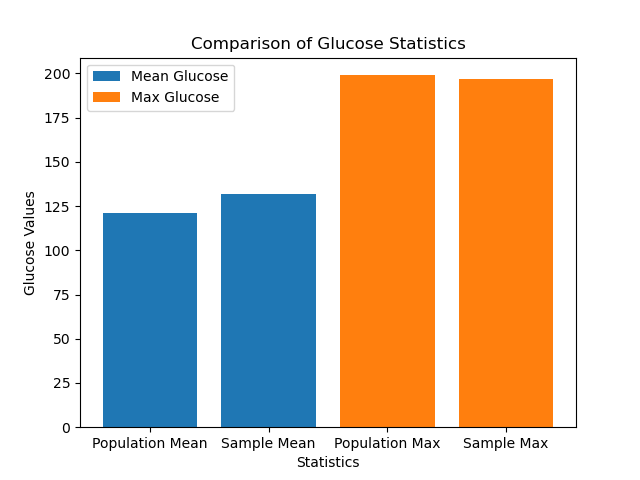 Comparison of Glucose Statistics
Mean Glucose
Max Glucose
200
175
150
125
100
75
50
25
0
Glucose Values
Population Mean Sample Mean Population Max Sample Max
Statistics